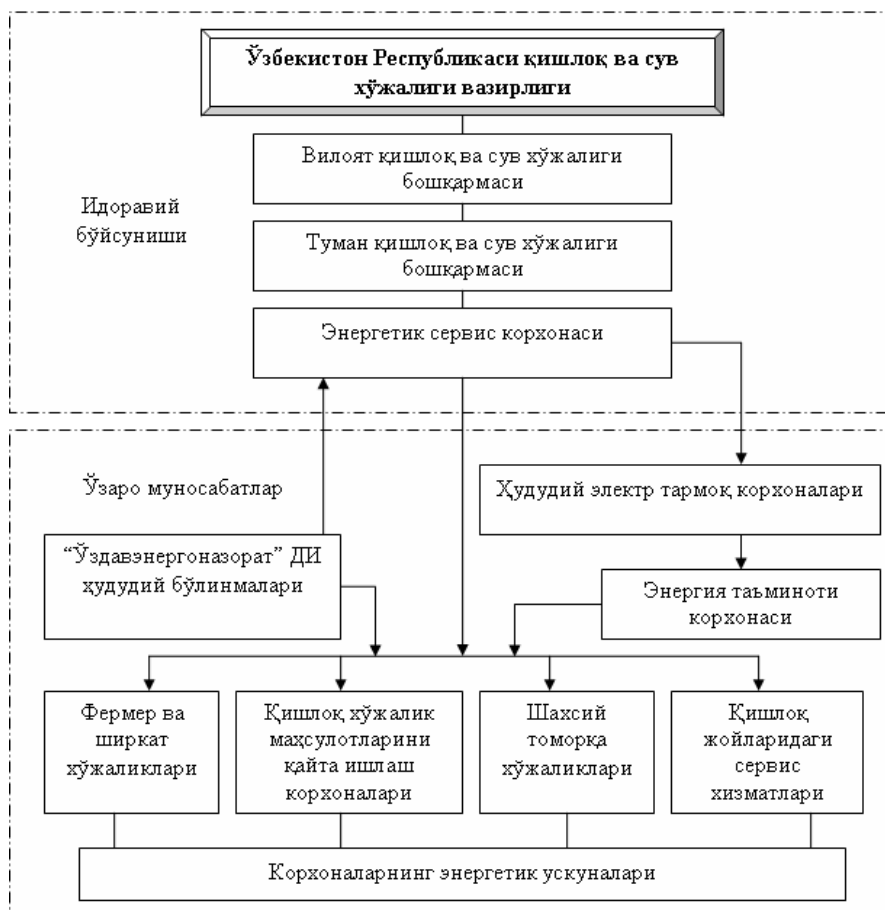 Ўзбекистон Республикаси қишлоқ ва сув
хўжалиги вазирлиги
Вилоят қишлоқ ва сув хўжалиги
бошқармаси
Идоравий
бўйсуниши
Туман қишлоқ ва сув хўжалиги
бошқармаси
Энергетик сервис корхонаси
Ўзаро муносабатлар
Ҳудудий электр тармоқ корхоналари
“Ўздавэнергоназорат” ДИ
ҳудудий бўлинмалари
Энергия таъминоти
корхонаси
Фермер ва
ширкат
хўжаликлари
Қишлоқ хўжалик
маҳсулотларини
қайта ишлаш
корхоналари
Шахсий
томорқа
хўжаликлари
Қишлоқ
жойларидаги
сервис
хизматлари
Корхоналарнинг энергетик ускуналари